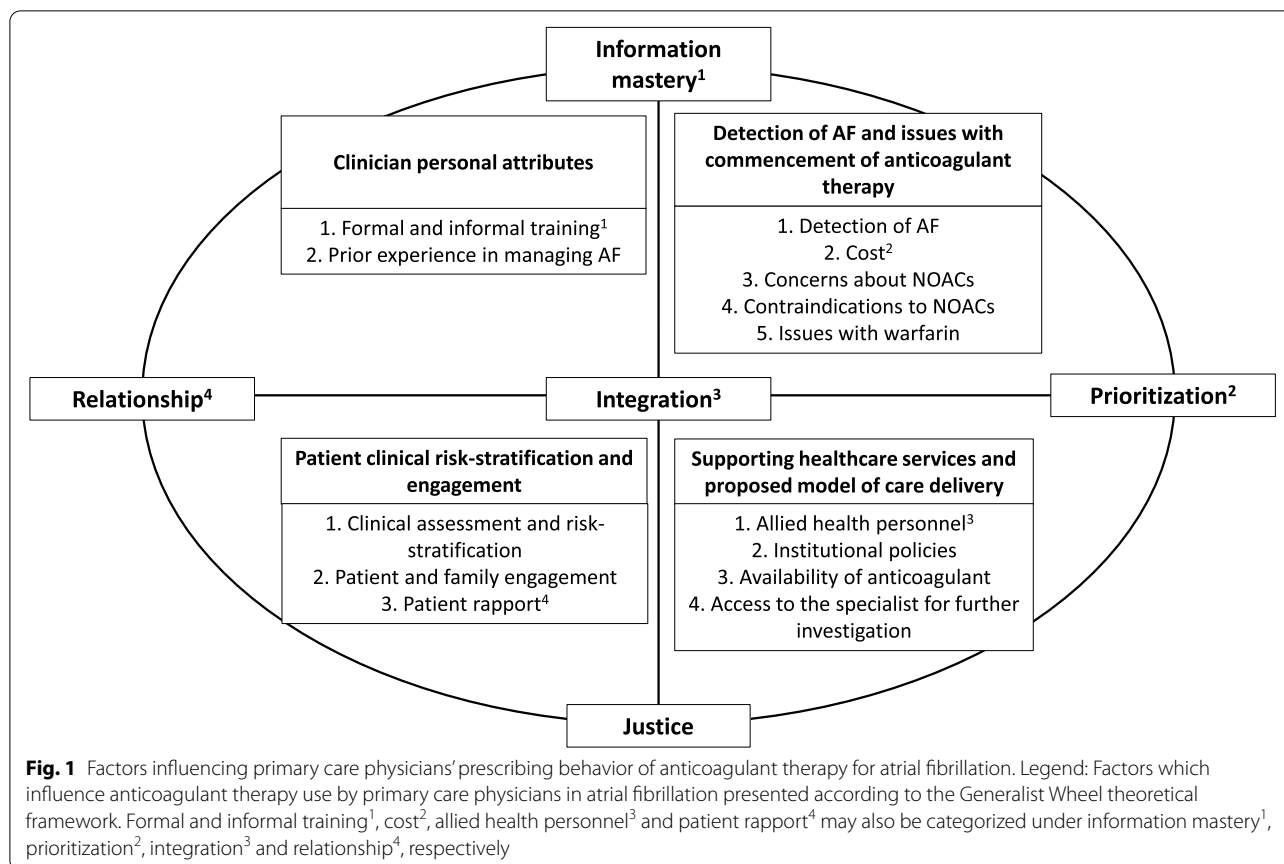 Information
mastery¹
Clinician personal attributes
1. Formal and informal training¹
2. Prior experience in managing AF
Detection of AF and issues with
commencement of anticoagulant
therapy
1. Detection of AF
2. Cost²
3. Concerns about NOACs
4. Contraindications to NOACs
5. Issues with warfarin
Relationship⁴
Integration³
Prioritization²
Patient clinical risk-stratification and
engagement
1. Clinical assessment and risk-
stratification
2. Patient and family engagement
3. Patient rapport⁴
Supporting healthcare services and
proposed model of care delivery
1. Allied health personnel³
2. Institutional policies
3. Availability of anticoagulant
4. Access to the specialist for further
investigation
Justice
Fig. 1 Factors influencing primary care physicians' prescribing behavior of anticoagulant therapy for atrial fibrillation. Legend: Factors which
influence anticoagulant therapy use by primary care physicians in atrial fibrillation presented according to the Generalist Wheel theoretical
framework. Formal and informal training¹, cost², allied health personnel³ and patient rapport⁴ may also be categorized under information mastery¹,
prioritization², integration³ and relationship⁴, respectively